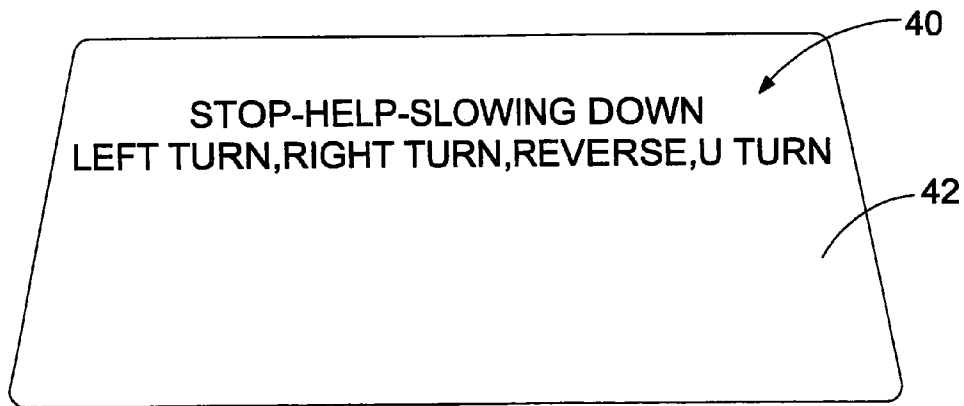 40
STOP-HELP-SLOWING DOWN
LEFT TURN,RIGHT TURN,REVERSE,U TURN
42